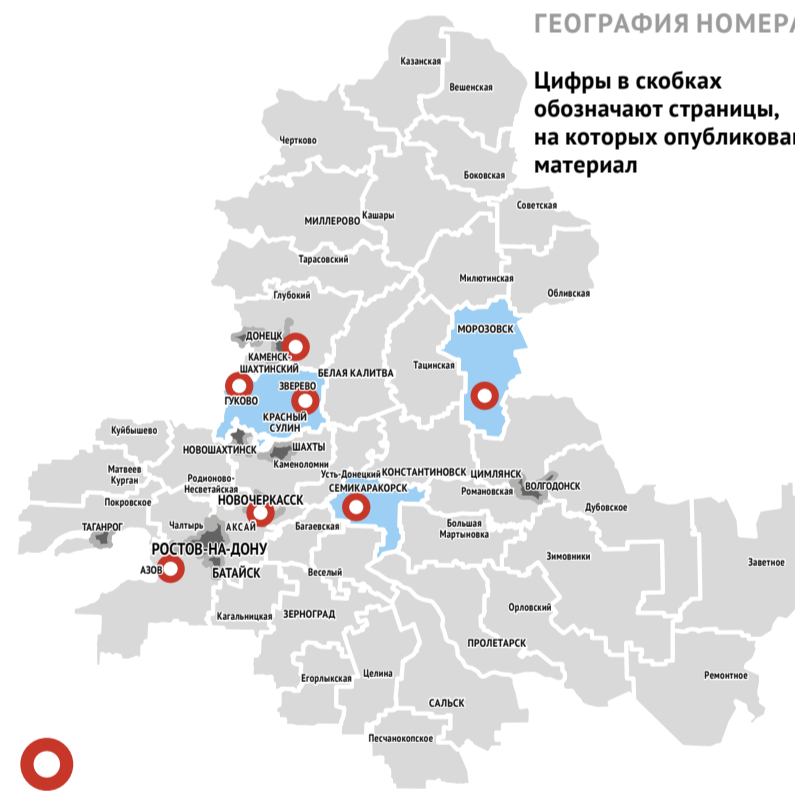 ГЕОГРАФИЯ НОМЕРА
Цифры в скобках
обозначают страницы,
на которых опубликован
материал
Казанская
Вешенская
Чертково
Боковская
Советская
МИЛЛЕРОВО
Кашары
Тарасовский
Милютинская
Обливская
Глубокий
МОРОЗОВСК
ДОНЕЦК
КАМЕНСК-
ШАХТИНСКИЙ
Тацинская
БЕЛАЯ КАЛИТВА
ЗВЕРЕВО
ГУКОВО
КРАСНЫЙ
СУЛИН
Куйбышево
НОВОШАХТИНСК
ШАХТЫ
Каменоломни
Матвеев
Курган
Родионово-
Несветайская
Усть-Донецкий
КОНСТАНТИНОВСК
ЦИМЛЯНСК
СЕМИКАРАКОРСК
Романовская
ВОЛГОДОНСК
Покровское
НОВОЧЕРКАССК
Дубовское
ТАГАНРОГ
Чалтырь
АКСАЙ
Багаевская
Большая
Мартыновка
РОСТОВ-НА-ДОНУ
Зимовники
Заветное
АЗОВ
БАТАЙСК
Веселый
Кагальницкая
ЗЕРНОГРАД
Орловский
ПРОЛЕТАРСК
Егорлыкская
Целина
Ремонтное
САЛЬСК
Песчанокопское